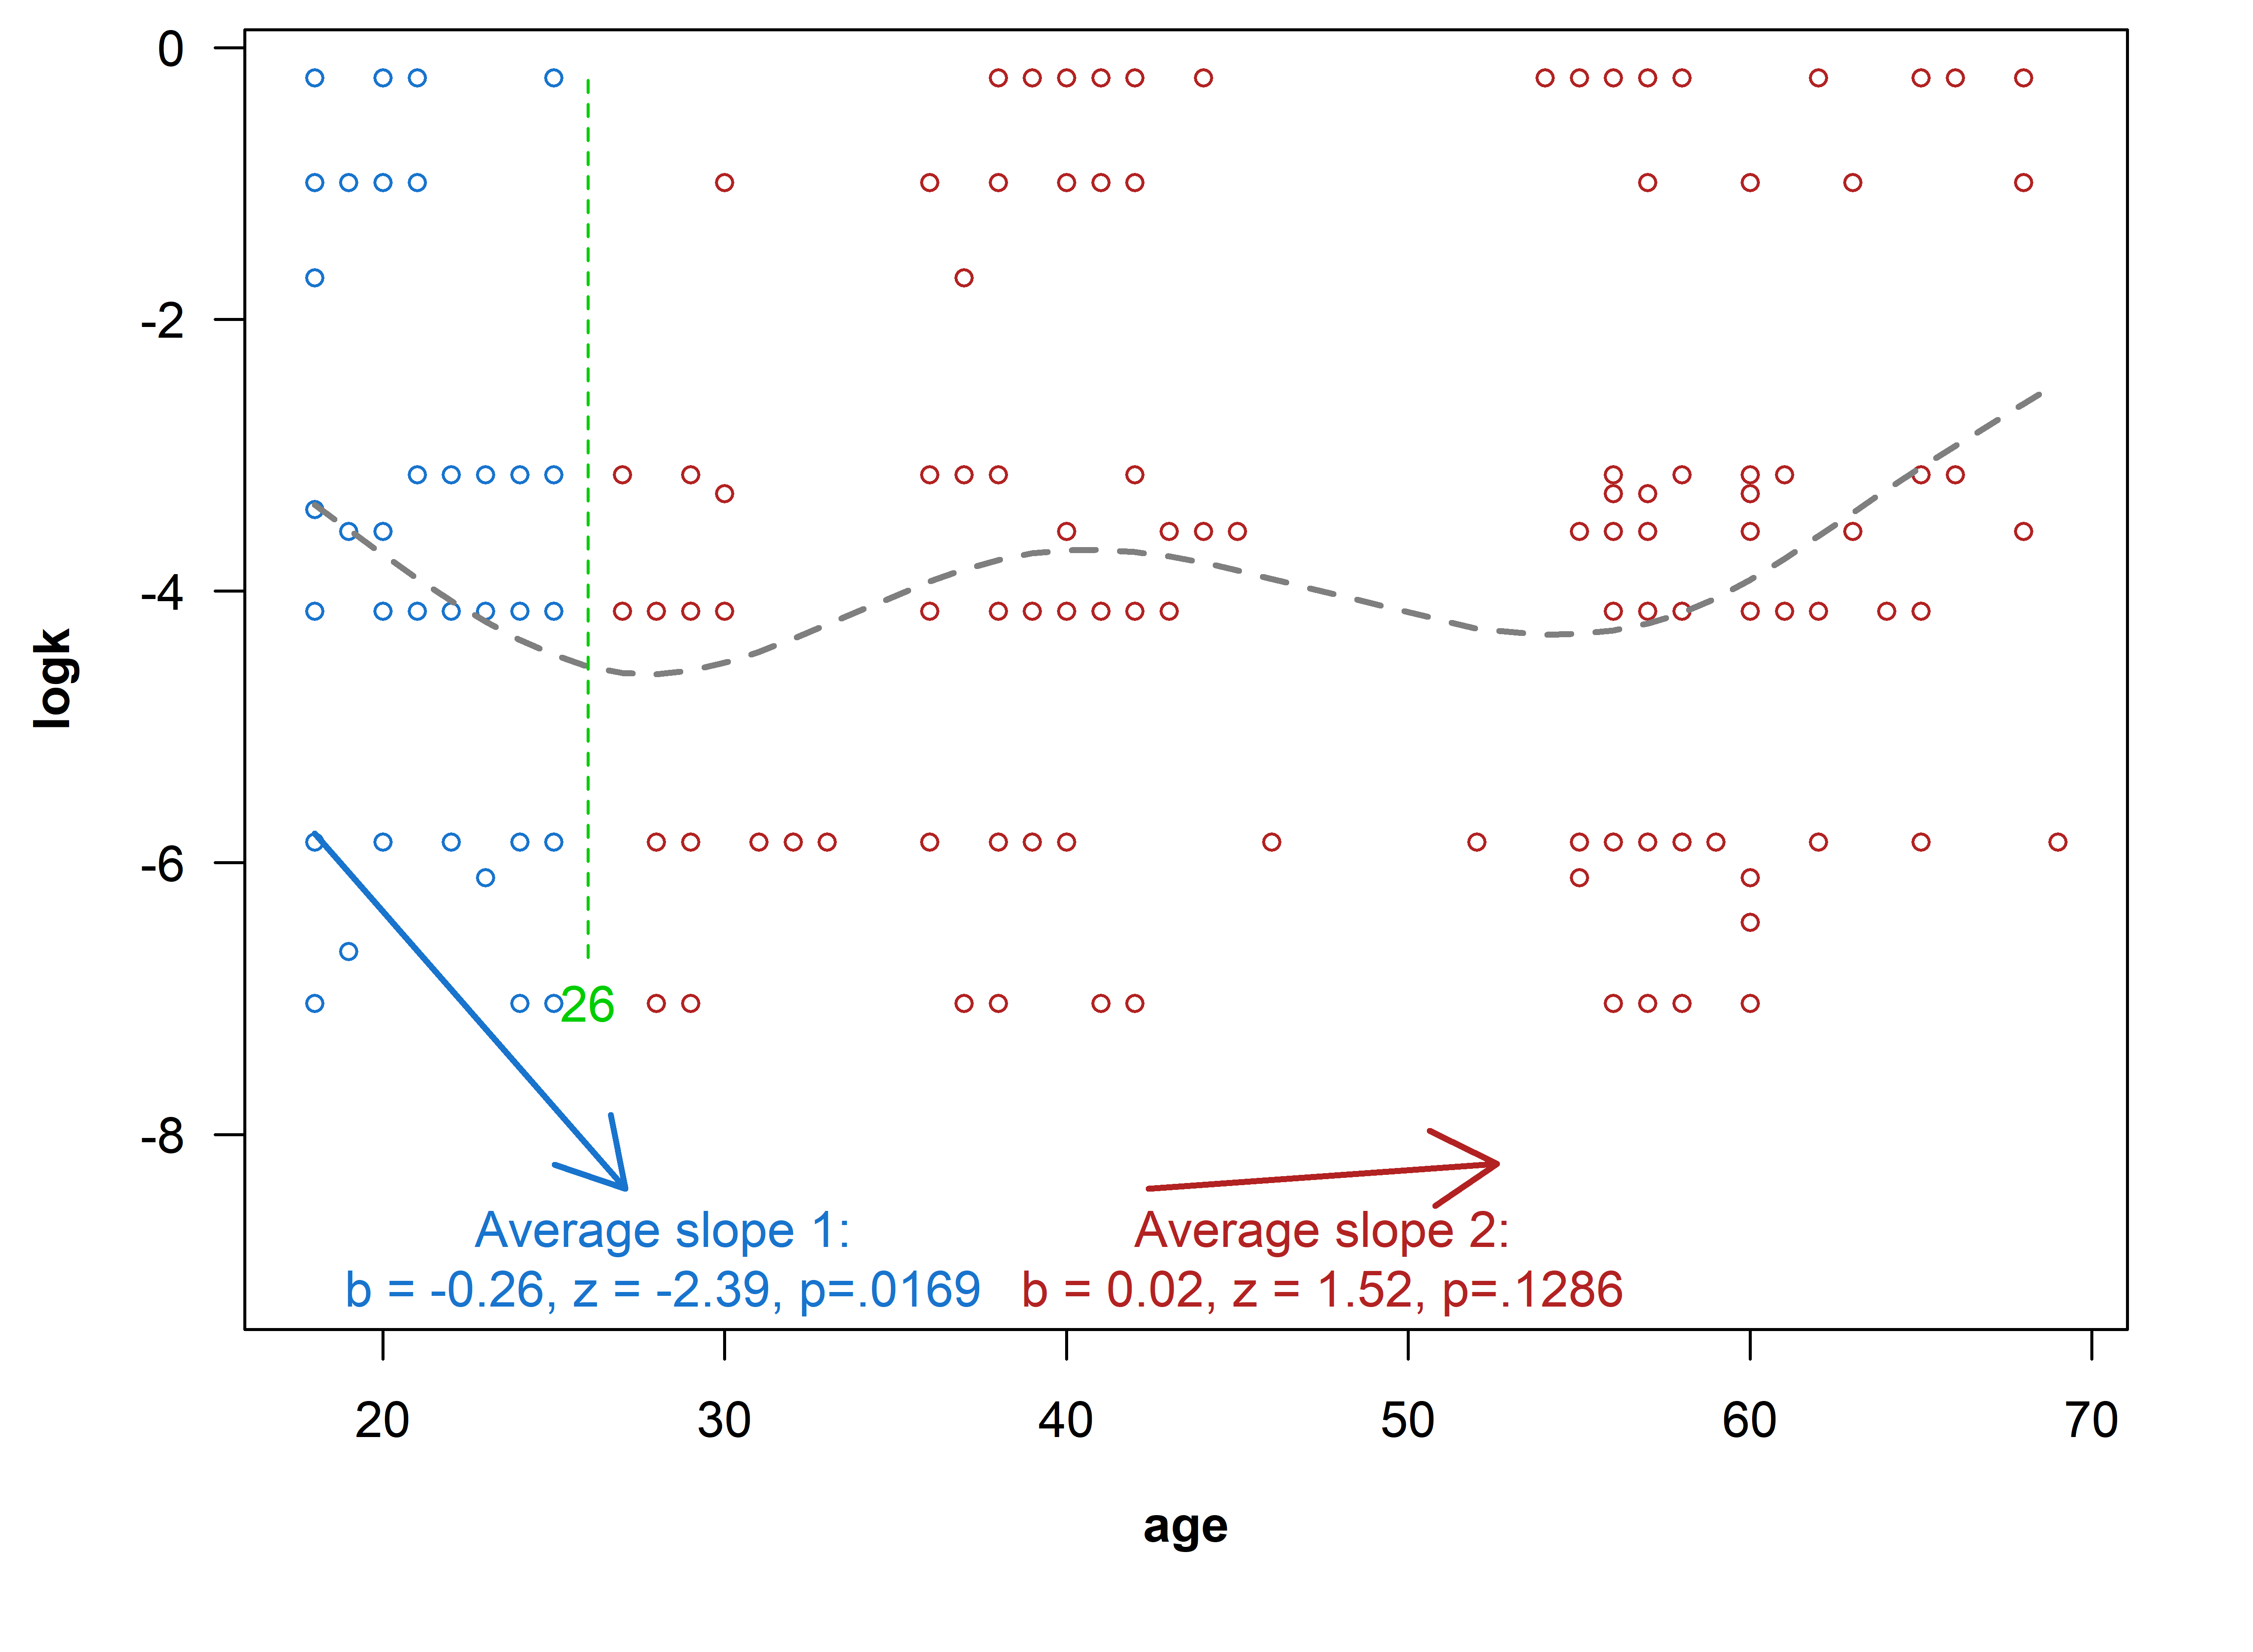 0
-2
-4
-6
-8
logk
26
Average slope 1:
b = -0.26, z = -2.39, p=.0169
Average slope 2:
b = 0.02, z = 1.52, p=.1286
20 30 40 50 60 70
age